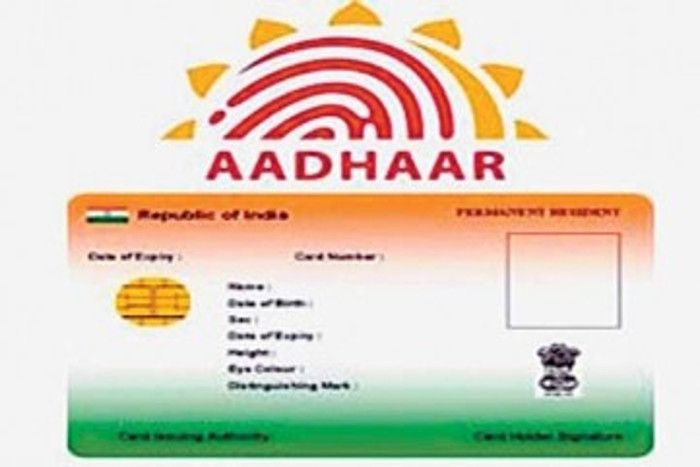 AADHAAR
Republic of India
PERMANENT RESIDENT
Date of Expiry :
Card Number :
Name :
Date of Birth :
Sex :
Date of Expiry :
Height :
Eye Colour :
Distinguishing Mark :
Card Issuing Authority
Card Holder Signature